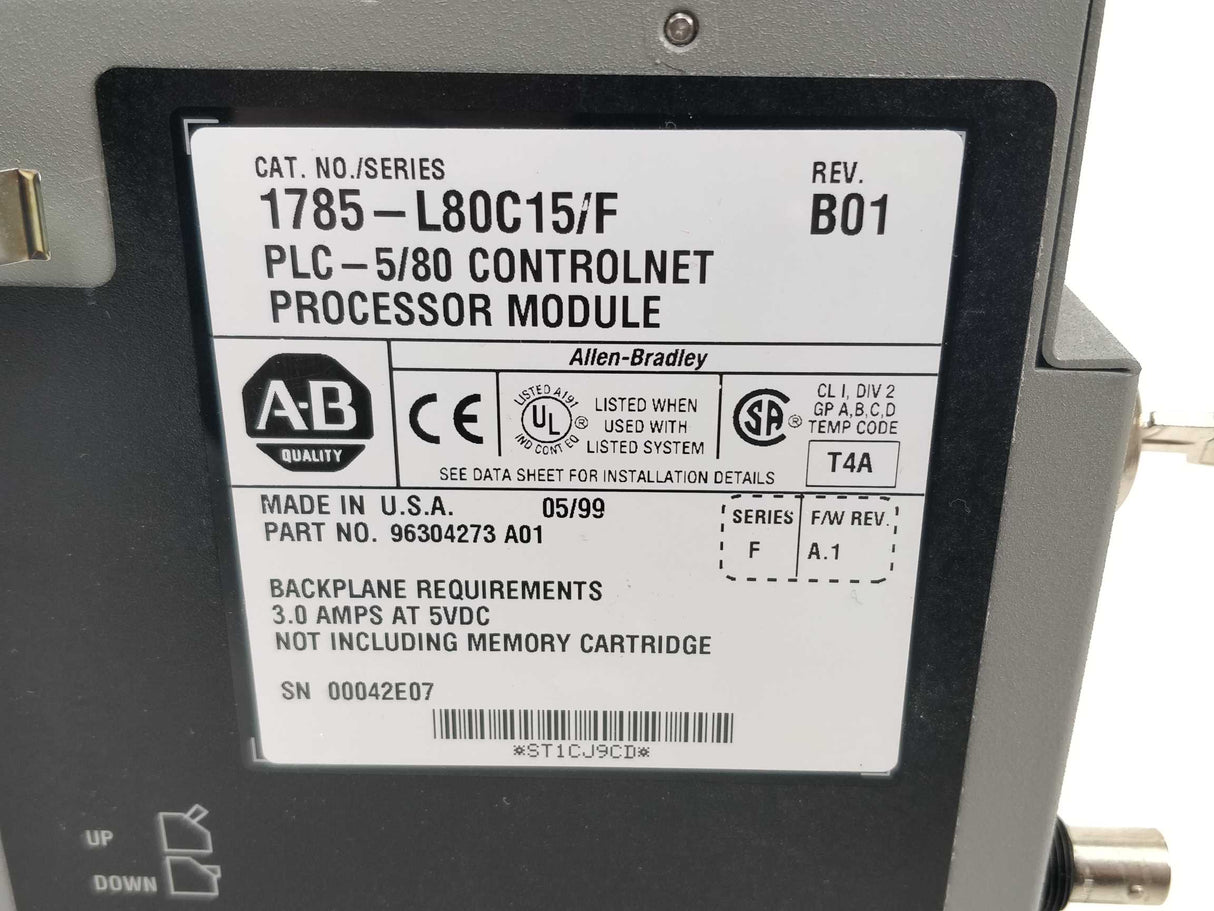 CAT. NO./SERIES
REV.
1785-L80C15/F
B01
PLC-5/80 CONTROLNET
PROCESSOR MODULE
Allen-Bradley
A-B
QUALITY
CE
LISTED A191
UL ®
IND CONT EQ
LISTED WHEN
USED WITH
LISTED SYSTEM
SA ®
CL I, DIV 2
GP A,B,C,D
TEMP CODE
T4A
SEE DATA SHEET FOR INSTALLATION DETAILS
MADE IN U.S.A. 05/99
PART NO. 96304273 A01
SERIES F/W REV.
F A.1
BACKPLANE REQUIREMENTS
3.0 AMPS AT 5VDC
NOT INCLUDING MEMORY CARTRIDGE
SN 00042E07
*ST1CJ9CD*
UP
DOWN